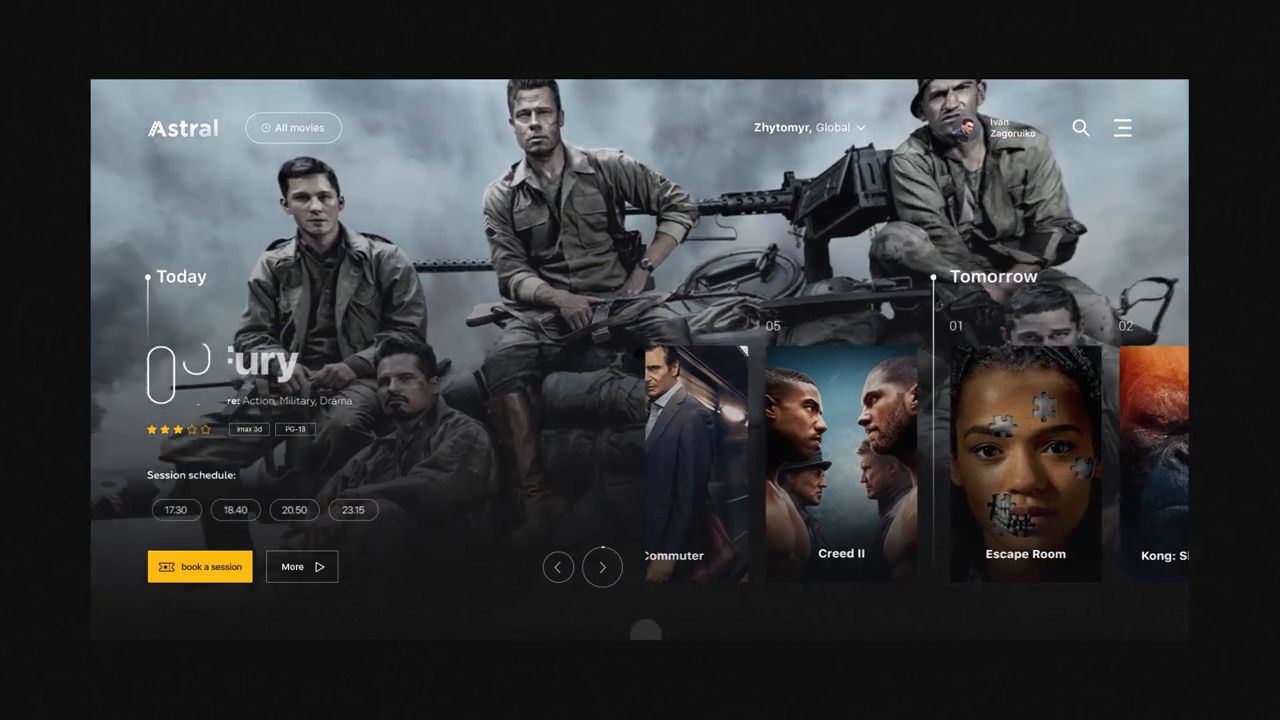 Astral
All movies
Zhytomyr, Global
Ivan
Zagoruiko
Today
Tomorrow
05
01
02
ury
re: Action, Military, Drama
imax 3d
PG-13
Session schedule:
17.30
18.40
20.50
23.15
Commuter
Creed II
Escape Room
Kong: S
book a session
More